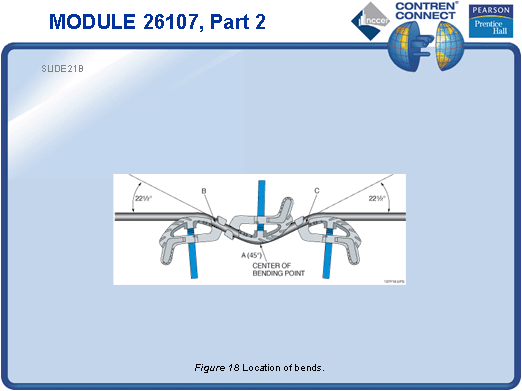 MODULE 26107, Part 2
nccer
CONTREN®
CONNECT
PEARSON
Prentice
Hall
SLIDE 21B
22½°
B
C
22½°
A (45°)
CENTER OF
BENDING POINT
Figure 18 Location of bends.